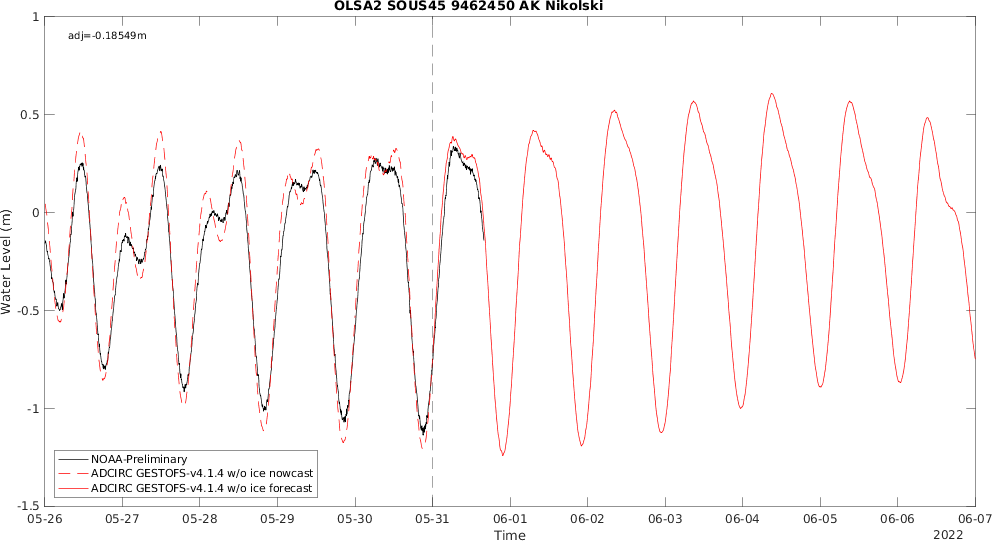 OLSA2 SOUS45 9462450 AK Nikolski
adj=-0.18549m
Water Level (m)
1
0.5
0
-0.5
-1
-1.5
NOAA-Preliminary
ADCIRC GESTOFS-v4.1.4 w/o ice nowcast
ADCIRC GESTOFS-v4.1.4 w/o ice forecast
05-26 05-27 05-28 05-29 05-30 05-31 06-01 06-02 06-03 06-04 06-05 06-06 06-07
Time
2022